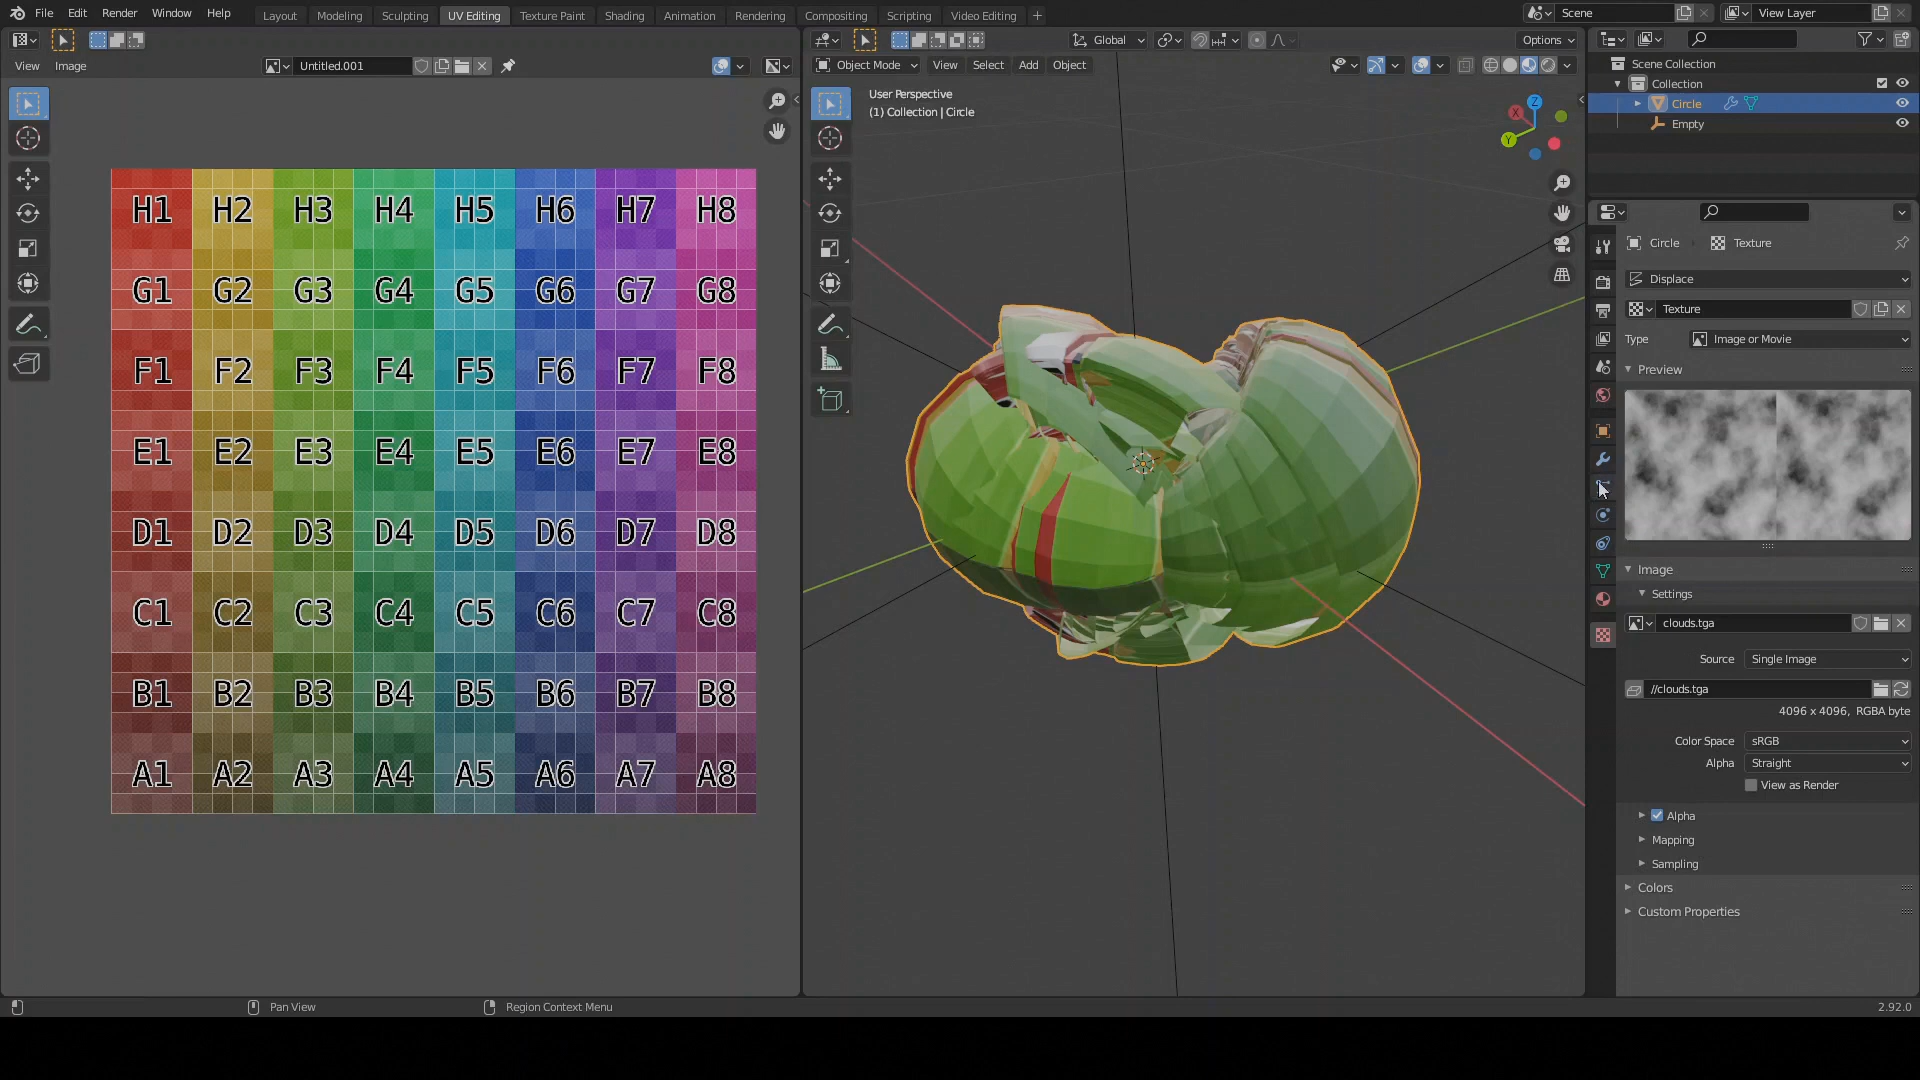 File Edit Render Window Help Layout Modeling Sculpting UV Editing Texture Paint Shading Animation Rendering Compositing Scripting Video Editing + Scene View Layer
Global Options
View Image Untitled.001 Object Mode View Select Add Object
Scene Collection
Collection
Circle
Empty
User Perspective
(1) Collection | Circle
X Z
Y
H1 H2 H3 H4 H5 H6 H7 H8
G1 G2 G3 G4 G5 G6 G7 G8
F1 F2 F3 F4 F5 F6 F7 F8
E1 E2 E3 E4 E5 E6 E7 E8
D1 D2 D3 D4 D5 D6 D7 D8
C1 C2 C3 C4 C5 C6 C7 C8
B1 B2 B3 B4 B5 B6 B7 B8
A1 A2 A3 A4 A5 A6 A7 A8
Circle Texture
Displace
Texture
Type Image or Movie
Preview
Image
Settings
clouds.tga
Source Single Image
//clouds.tga
4096 x 4096, RGBA byte
Color Space sRGB
Alpha Straight
View as Render
Alpha
Mapping
Sampling
Colors
Custom Properties
Pan View Region Context Menu 2.92.0